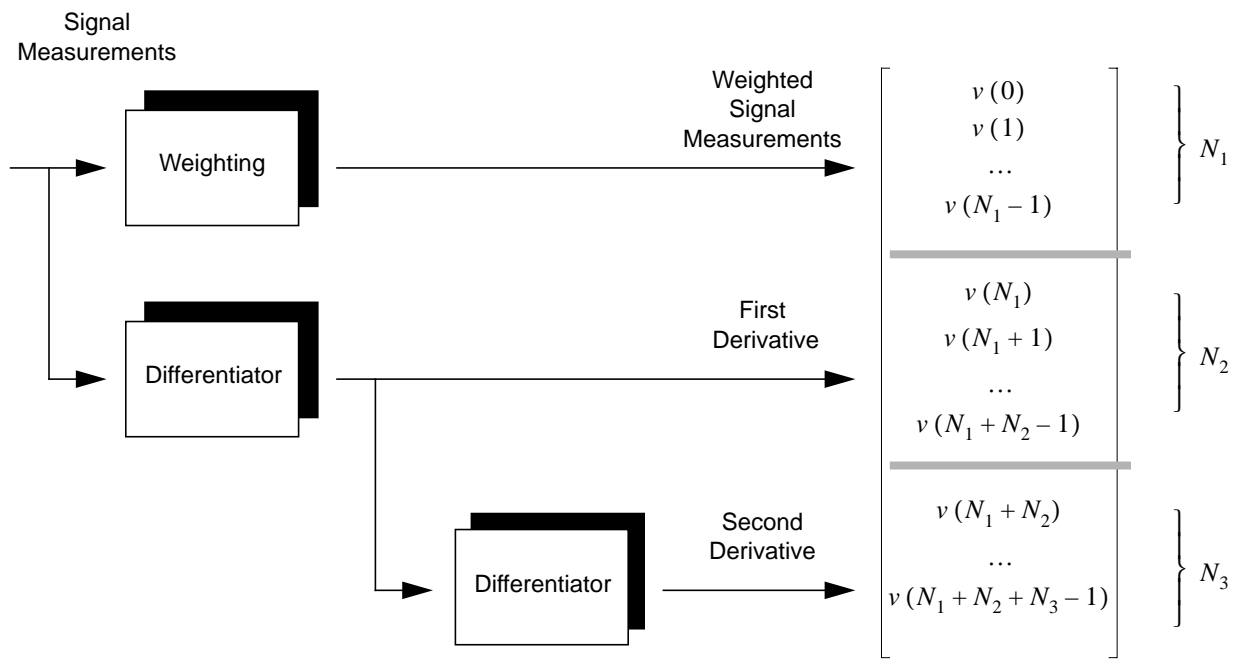 Signal
Measurements
Weighting
Weighted
Signal
Measurements
v (0)
v (1)
...
v (N₁ – 1)
N₁
Differentiator
First
Derivative
v (N₁)
v (N₁ + 1)
...
v (N₁ + N₂ – 1)
N₂
Differentiator
Second
Derivative
v (N₁ + N₂)
...
v (N₁ + N₂ + N₃ – 1)
N₃